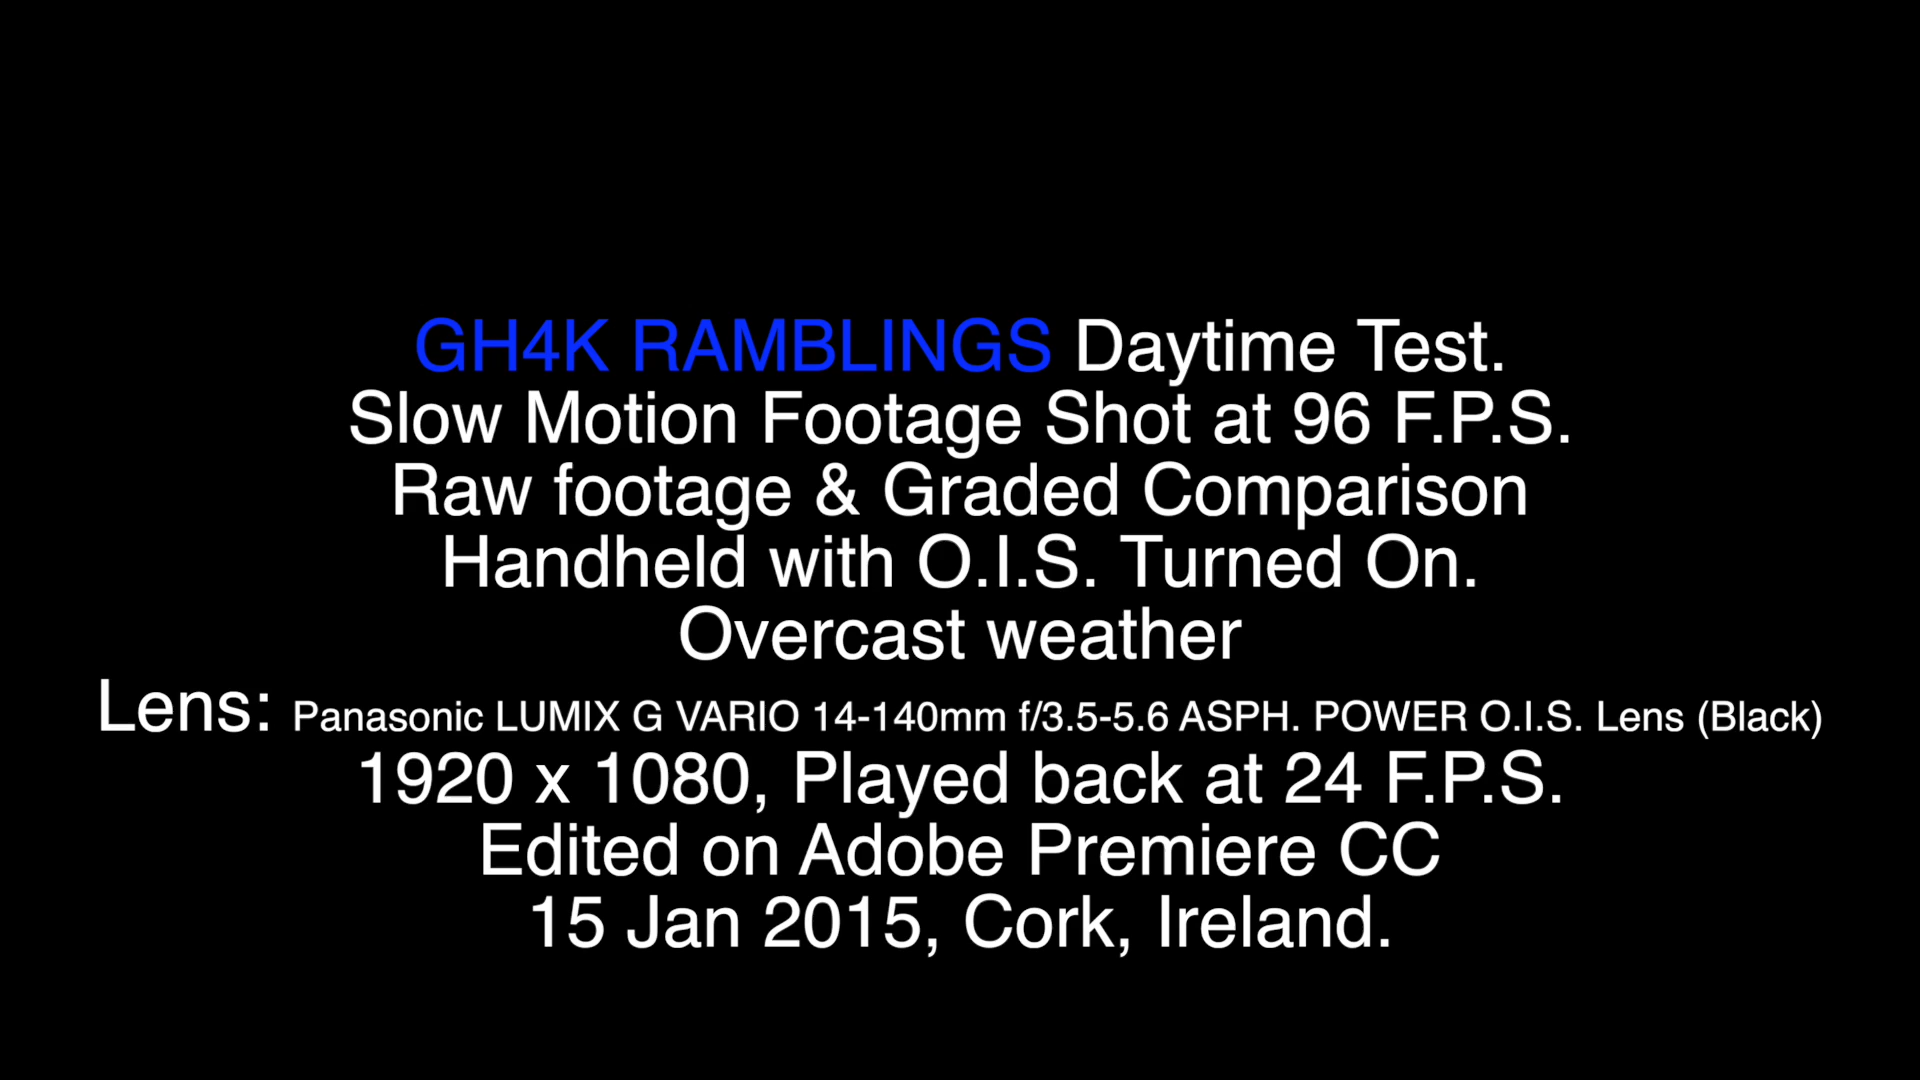 GH4K RAMBLINGS Daytime Test.
Slow Motion Footage Shot at 96 F.P.S.
Raw footage & Graded Comparison
Handheld with O.I.S. Turned On.
Overcast weather
Lens: Panasonic LUMIX G VARIO 14-140mm f/3.5-5.6 ASPH. POWER O.I.S. Lens (Black)
1920 x 1080, Played back at 24 F.P.S.
Edited on Adobe Premiere CC
15 Jan 2015, Cork, Ireland.